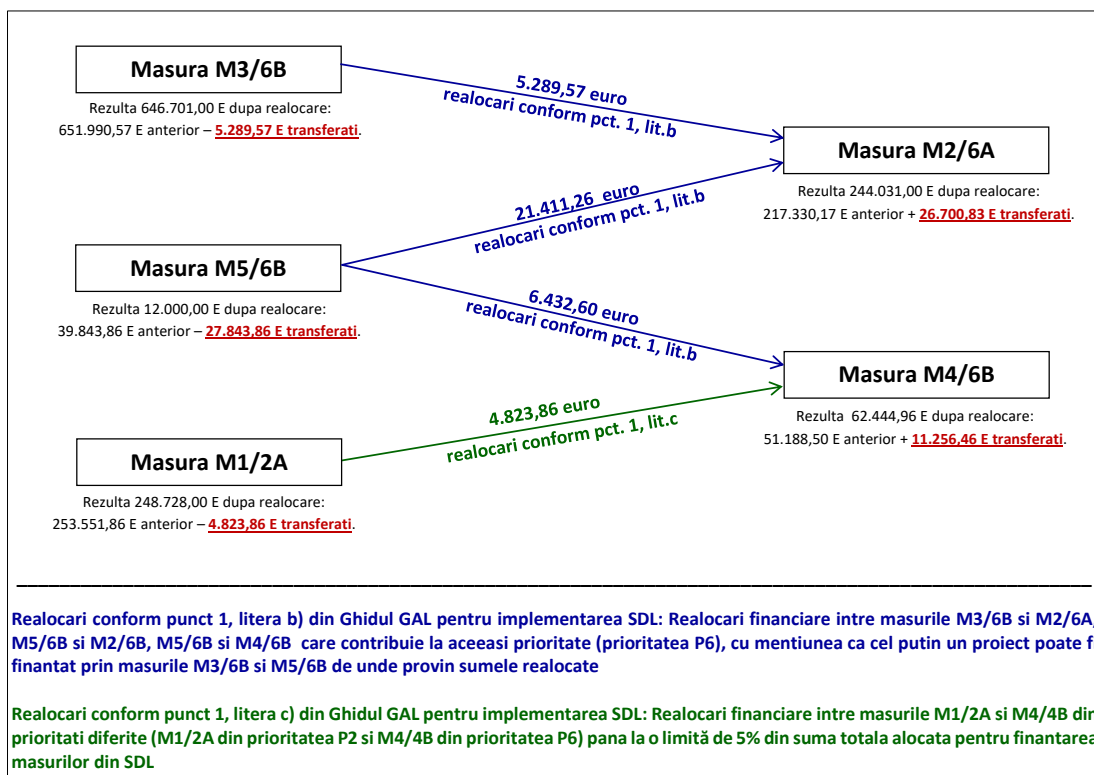 Masura M3/6B
Rezulta 646.701,00 E dupa realocare:
651.990,57 E anterior – 5.289,57 E transferati.
5.289,57 euro
realocari conform pct. 1, lit.b
Masura M2/6A
Rezulta 244.031,00 E dupa realocare:
217.330,17 E anterior + 26.700,83 E transferati.
21.411,26 euro
realocari conform pct. 1, lit.b
Masura M5/6B
Rezulta 12.000,00 E dupa realocare:
39.843,86 E anterior – 27.843,86 E transferati.
6.432,60 euro
realocari conform pct. 1, lit.b
Masura M4/6B
Rezulta 62.444,96 E dupa realocare:
51.188,50 E anterior + 11.256,46 E transferati.
4.823,86 euro
realocari conform pct. 1, lit.c
Masura M1/2A
Rezulta 248.728,00 E dupa realocare:
253.551,86 E anterior – 4.823,86 E transferati.
Realocari conform punct 1, litera b) din Ghidul GAL pentru implementarea SDL: Realocari financiare intre masurile M3/6B si M2/6A,
M5/6B si M2/6B, M5/6B si M4/6B care contribuie la aceeasi prioritate (prioritatea P6), cu mentiunea ca cel putin un proiect poate f
finantat prin masurile M3/6B si M5/6B de unde provin sumele realocate
Realocari conform punct 1, litera c) din Ghidul GAL pentru implementarea SDL: Realocari financiare intre masurile M1/2A si M4/4B din
prioritati diferite (M1/2A din prioritatea P2 si M4/4B din prioritatea P6) pana la o limită de 5% din suma totala alocata pentru finantarea
masurilor din SDL